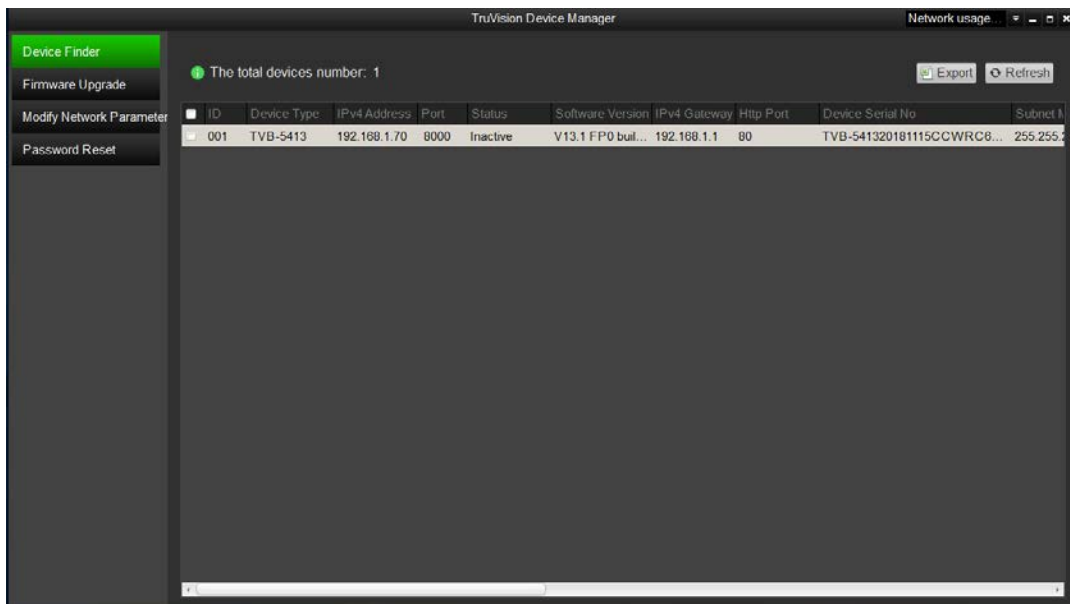 TruVision Device Manager
Network usage...
Device Finder
Firmware Upgrade
Modify Network Parameter
Password Reset
The total devices number: 1
Export
Refresh
ID Device Type IPv4 Address Port Status Software Version IPv4 Gateway Http Port Device Serial No Subnet M
001 TVB-5413 192.168.1.70 8000 Inactive V13.1 FP0 buil... 192.168.1.1 80 TVB-541320181115CCWRC6... 255.255.2